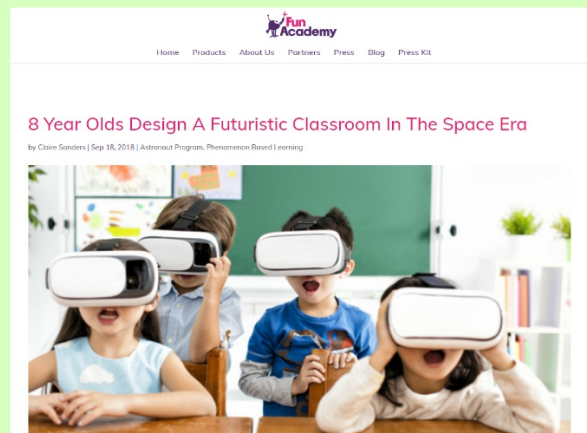 Fun
Academy
Home Products About Us Partners Press Blog Press Kit
8 Year Olds Design A Futuristic Classroom In The Space Era
by Claire Sanders | Sep 18, 2018 | Astronaut Program, Phenomenon Based Learning